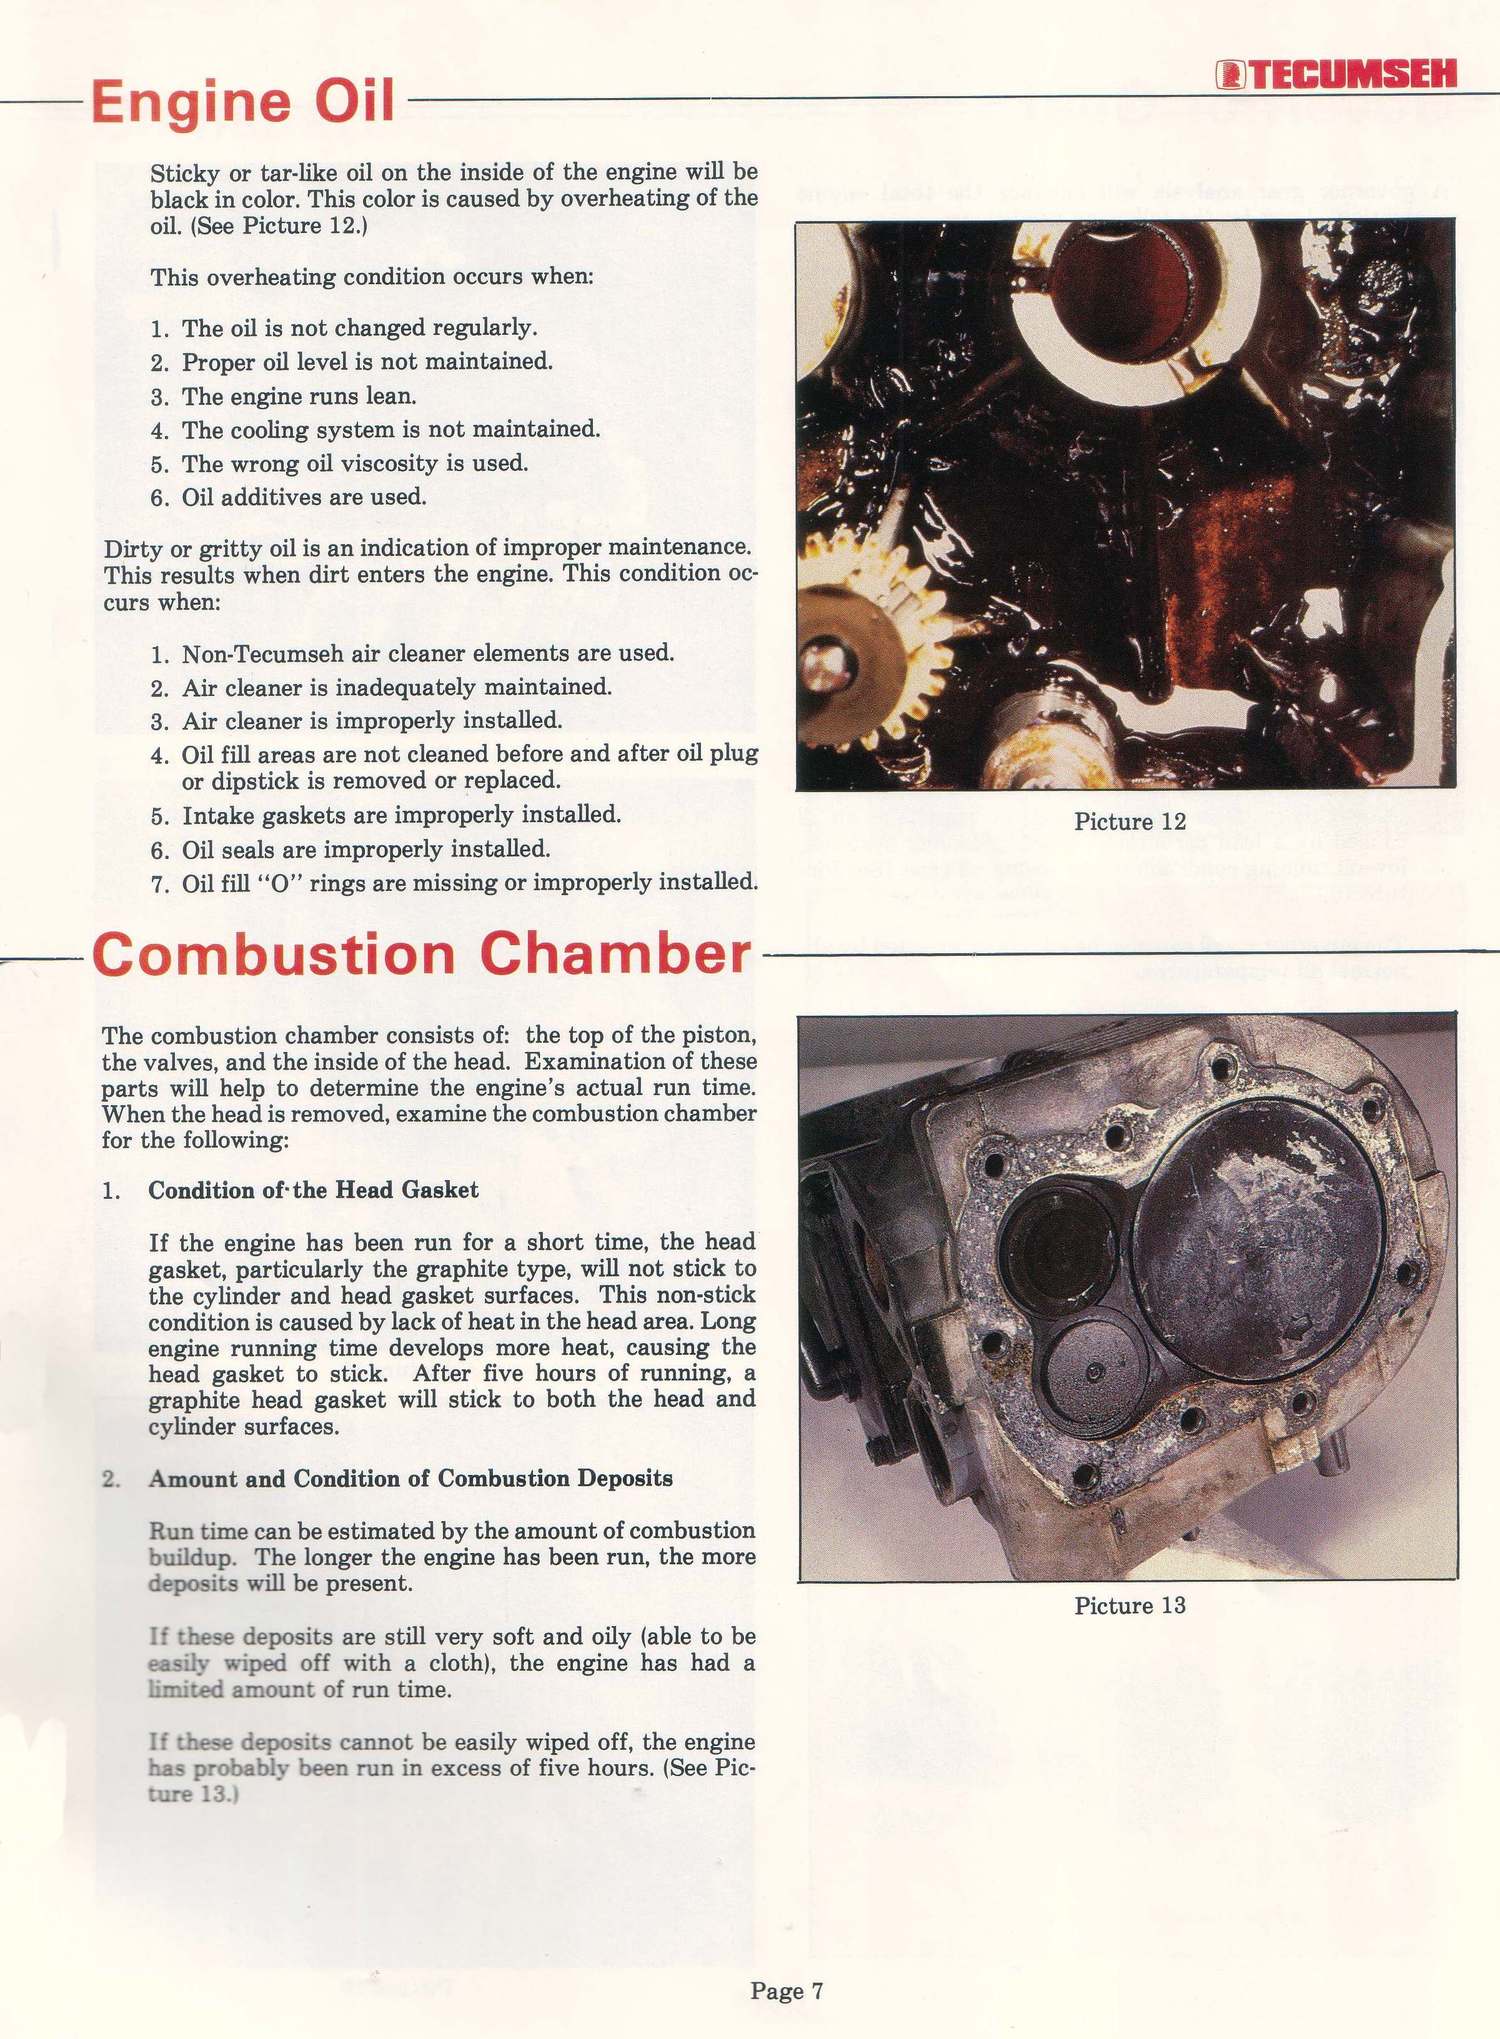 TECUMSEH
Engine Oil
Sticky or tar-like oil on the inside of the engine will be
black in color. This color is caused by overheating of the
oil. (See Picture 12.)
This overheating condition occurs when:
1. The oil is not changed regularly.
2. Proper oil level is not maintained.
3. The engine runs lean.
4. The cooling system is not maintained.
5. The wrong oil viscosity is used.
6. Oil additives are used.
Dirty or gritty oil is an indication of improper maintenance.
This results when dirt enters the engine. This condition oc-
curs when:
1. Non-Tecumseh air cleaner elements are used.
2. Air cleaner is inadequately maintained.
3. Air cleaner is improperly installed.
4. Oil fill areas are not cleaned before and after oil plug
or dipstick is removed or replaced.
5. Intake gaskets are improperly installed.
6. Oil seals are improperly installed.
7. Oil fill “O” rings are missing or improperly installed.
Picture 12
Combustion Chamber
The combustion chamber consists of: the top of the piston,
the valves, and the inside of the head. Examination of these
parts will help to determine the engine's actual run time.
When the head is removed, examine the combustion chamber
for the following:
1. Condition of the Head Gasket
If the engine has been run for a short time, the head
gasket, particularly the graphite type, will not stick to
the cylinder and head gasket surfaces. This non-stick
condition is caused by lack of heat in the head area. Long
engine running time develops more heat, causing the
head gasket to stick. After five hours of running, a
graphite head gasket will stick to both the head and
cylinder surfaces.
2. Amount and Condition of Combustion Deposits
Run time can be estimated by the amount of combustion
buildup. The longer the engine has been run, the more
deposits will be present.
If these deposits are still very soft and oily (able to be
easily wiped off with a cloth), the engine has had a
limited amount of run time.
If these deposits cannot be easily wiped off, the engine
has probably been run in excess of five hours. (See Pic-
ture 13.)
Picture 13
Page 7